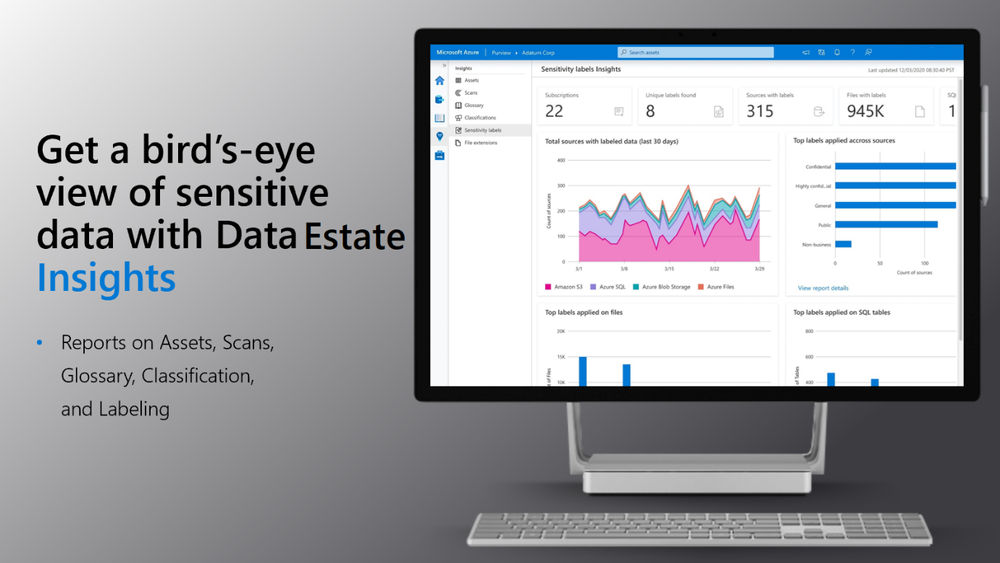 Get a bird's-eye
view of sensitive
data with Data Estate
Insights
• Reports on Assets, Scans,
Glossary, Classification,
and Labeling
Microsoft Azure | Purview ▸ Adatum Corp
Search assets
Insights
Assets
Scans
Glossary
Classifications
Sensitivity labels
File extensions
Sensitivity labels Insights
Last updated 12/03/2020 08:30:40 PST
Subscriptions
22
Unique labels found
8
Sources with labels
315
Files with labels
945K
SQ
1
Total sources with labeled data (last 30 days)
Count of sources
400
300
200
100
0
3/1 3/8 3/15 3/22 3/29
Amazon S3 Azure SQL Azure Blob Storage Azure Files
Top labels applied accross sources
Confidential
Highly confid...ial
General
Public
Non-business
0 50 100
Count of sources
View report details
Top labels applied on files
20K
15K
10K
of Files
Top labels applied on SQL tables
800
600
400
of Tables